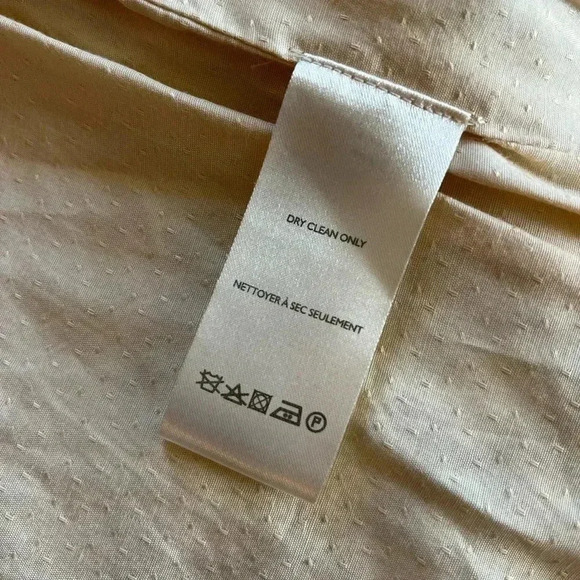 DRY CLEAN ONLY
NETTOYER À SEC SEULEMENT
P